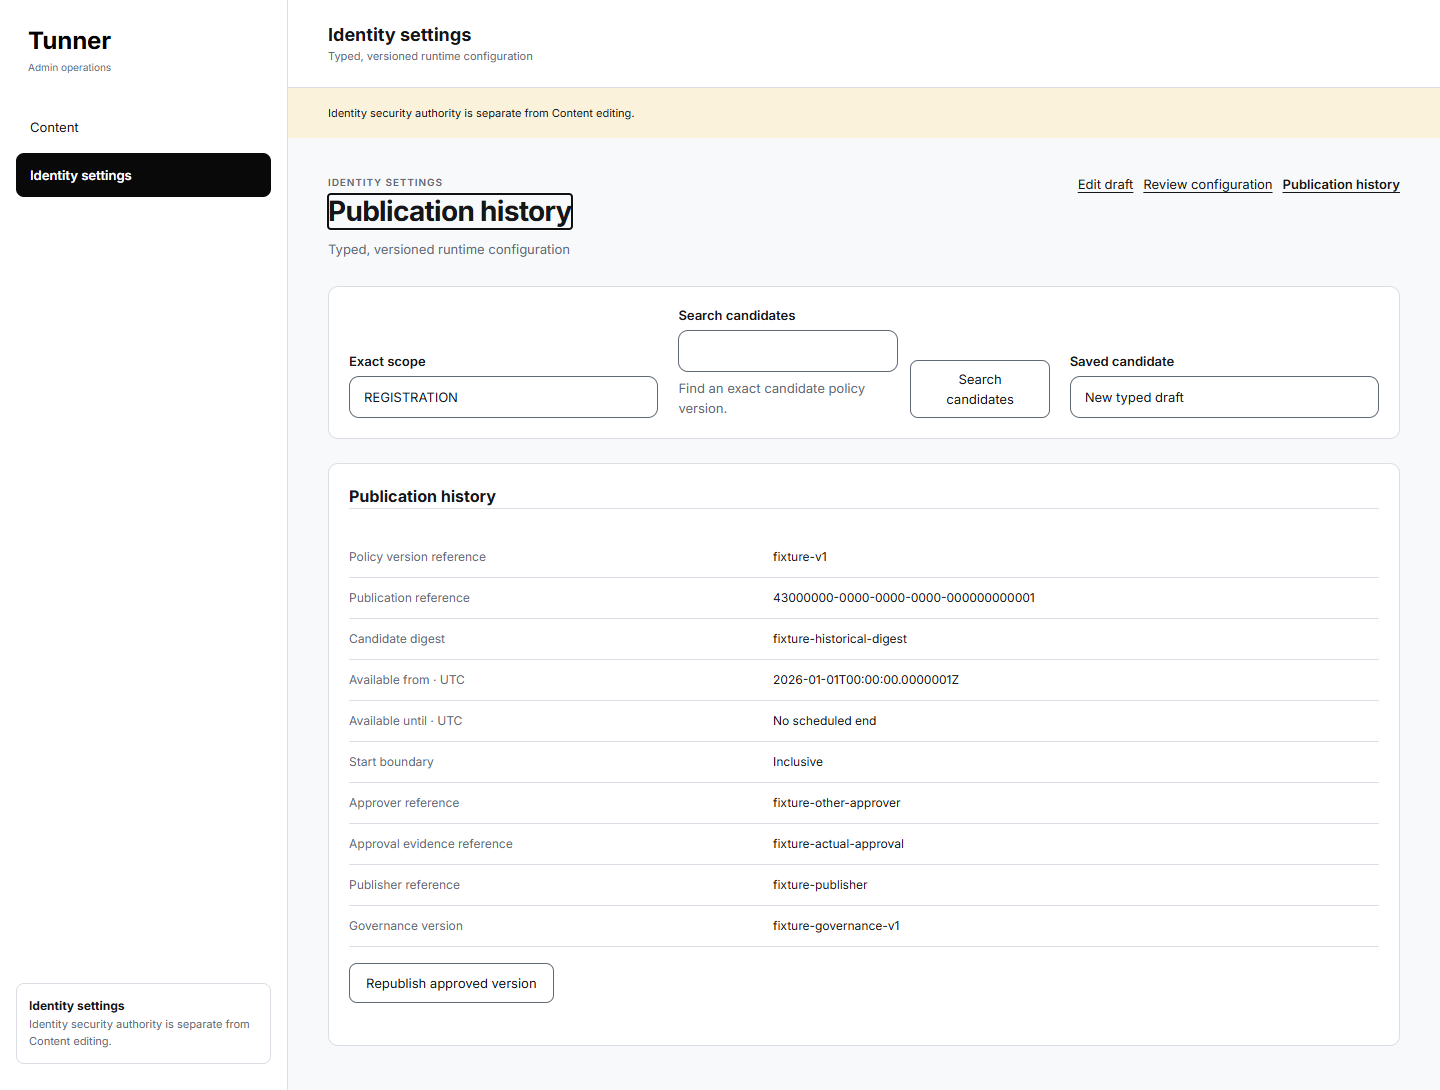 Tunner
Admin operations
Content
Identity settings
Identity settings
Identity security authority is separate from
Content editing.
Identity settings
Typed, versioned runtime configuration
Identity security authority is separate from Content editing.
IDENTITY SETTINGS
Publication history
Typed, versioned runtime configuration
Edit draft Review configuration Publication history
Exact scope
REGISTRATION
Search candidates
Find an exact candidate policy
version.
Search
candidates
Saved candidate
New typed draft
Publication history
Policy version reference fixture-v1
Publication reference 43000000-0000-0000-0000-000000000001
Candidate digest fixture-historical-digest
Available from · UTC 2026-01-01T00:00:00.0000001Z
Available until · UTC No scheduled end
Start boundary Inclusive
Approver reference fixture-other-approver
Approval evidence reference fixture-actual-approval
Publisher reference fixture-publisher
Governance version fixture-governance-v1
Republish approved version